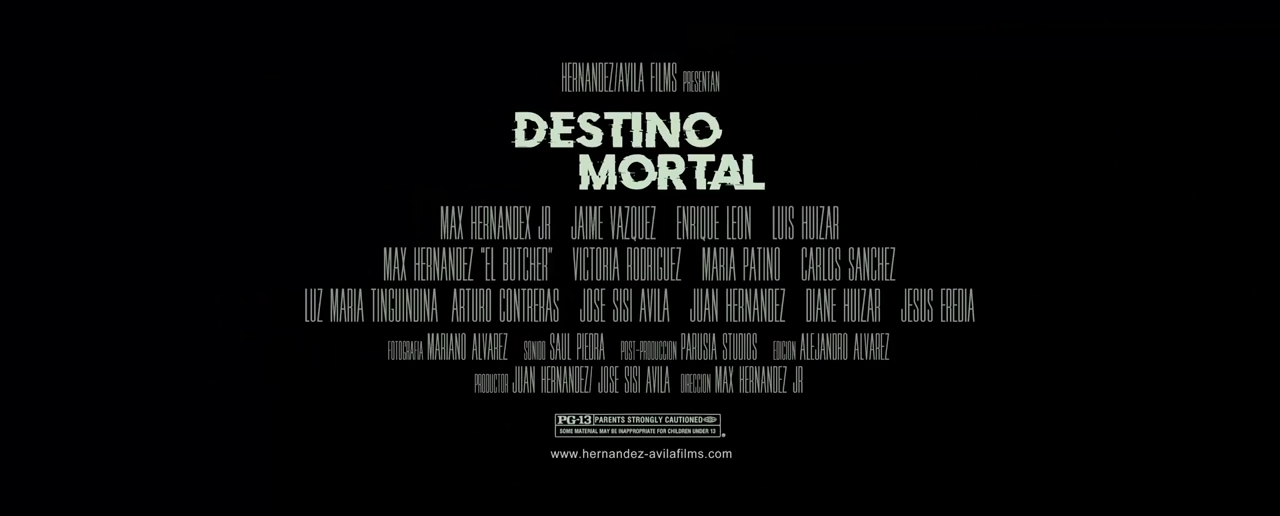 HERNANDEZ/AVILA FILMS PRESENTAN
DESTINO
MORTAL
MAX HERNANDEX JR JAIME VAZQUEZ ENRIQUE LEON LUIS HUIZAR
MAX HERNANDEZ "EL BUTCHER" VICTORIA RODRIGUEZ MARIA PATINO CARLOS SANCHEZ
LUZ MARIA TINGUINDINA ARTURO CONTRERAS JOSE SISI AVILA JUAN HERNANDEZ DIANE HUIZAR JESUS EREDIA
FOTOGRAFIA MARIANO ALVAREZ SONIDO SAUL PIEDRA POST-PRODUCCION PARUSIA STUDIOS EDICION ALEJANDRO ALVAREZ
PRODUCTOR JUAN HERNANDEZ/ JOSE SISI AVILA DIRECCION MAX HERNANDEZ JR
PG-13 PARENTS STRONGLY CAUTIONED
SOME MATERIAL MAY BE INAPPROPRIATE FOR CHILDREN UNDER 13
www.hernandez-avilafilms.com